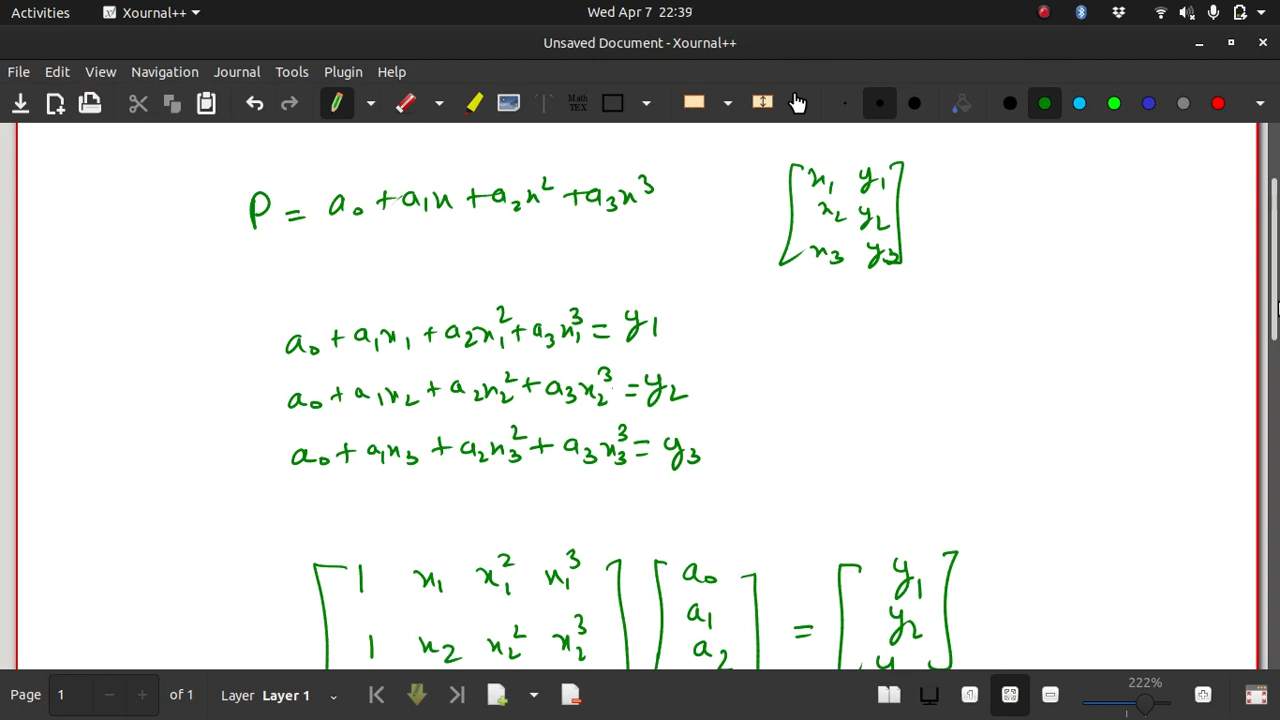 Activities Xournal++ Wed Apr 7 22:39
Unsaved Document - Xournal++
File Edit View Navigation Journal Tools Plugin Help
Math TEX
P = a₀ + a₁x + a₂x² + a₃x³
x₁ y₁
x₂ y₂
x₃ y₃
a₀ + a₁x₁ + a₂x₁² + a₃x₁³ = y₁
a₀ + a₁x₂ + a₂x₂² + a₃x₂³ = y₂
a₀ + a₁x₃ + a₂x₃² + a₃x₃³ = y₃
1 x₁ x₁² x₁³ a₀ y₁
a₁ = y₂
1 x₂ x₂² x₂³ a₂
Page 1 of 1 Layer Layer 1 222%